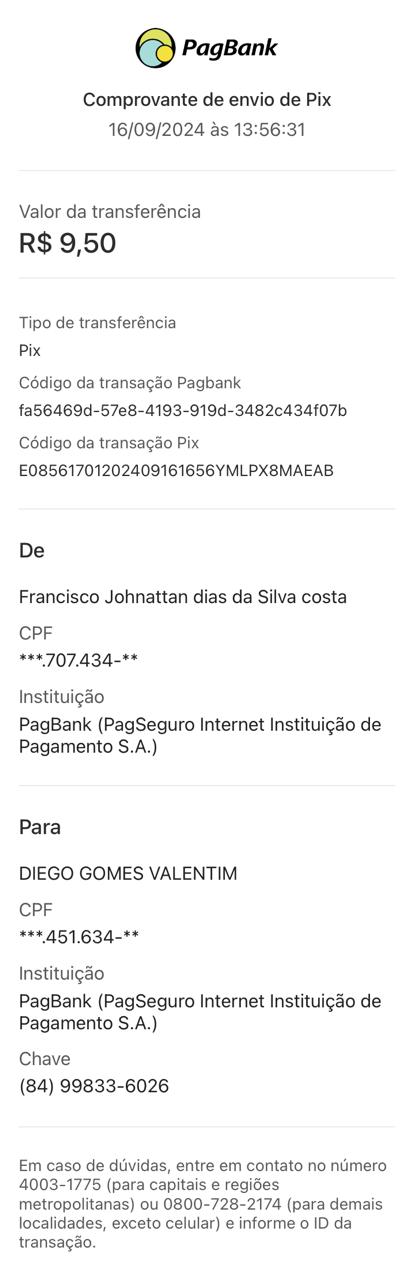 PagBank
Comprovante de envio de Pix
16/09/2024 às 13:56:31
Valor da transferência
R$ 9,50
Tipo de transferência
Pix
Código da transação Pagbank
fa56469d-57e8-4193-919d-3482c434f07b
Código da transação Pix
E08561701202409161656YMLPX8MAEAB
De
Francisco Johnattan dias da Silva costa
CPF
***.707.434-**
Instituição
PagBank (PagSeguro Internet Instituição de
Pagamento S.A.)
Para
DIEGO GOMES VALENTIM
CPF
***.451.634-**
Instituição
PagBank (PagSeguro Internet Instituição de
Pagamento S.A.)
Chave
(84) 99833-6026
Em caso de dúvidas, entre em contato no número
4003-1775 (para capitais e regiões
metropolitanas) ou 0800-728-2174 (para demais
localidades, exceto celular) e informe o ID da
transação.